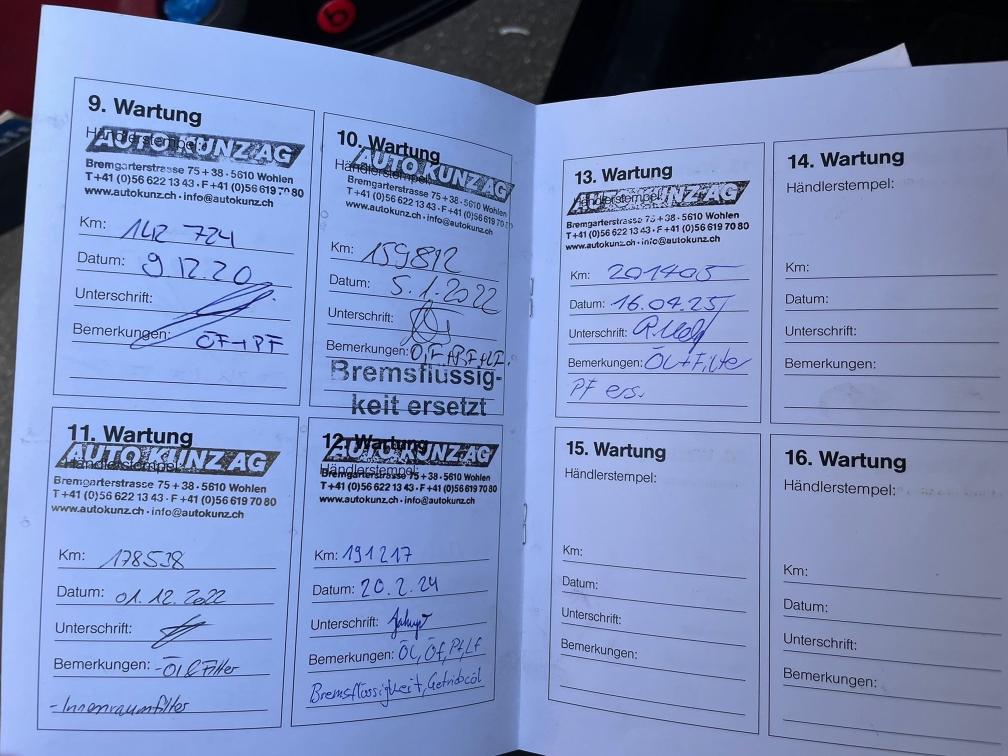 9. Wartung
Händlerstempel:
AUTO KUNZ AG
Bremgarterstrasse 75 + 38 · 5610 Wohlen
T +41 (0)56 622 13 43 · F +41 (0)56 619 70 80
www.autokunz.ch · info@autokunz.ch
Km: 142 724
Datum: 9.12.20
Unterschrift:
Bemerkungen: ÖF+PF
10. Wartung
Händlerstempel:
AUTO KUNZ AG
Bremgarterstrasse 75 + 38 · 5610 Wohlen
T +41 (0)56 622 13 43 · F +41 (0)56 619 70
www.autokunz.ch · info@autokunz.ch
Km: 159812
Datum: 5.1.2022
Unterschrift:
Bemerkungen:
Bremsflüssig-
keit ersetzt
11. Wartung
Händlerstempel:
AUTO KUNZ AG
Bremgarterstrasse 75 + 38 · 5610 Wohlen
T +41 (0)56 622 13 43 · F +41 (0)56 619 70 80
www.autokunz.ch · info@autokunz.ch
Km: 178538
Datum: 01.12.2022
Unterschrift:
Bemerkungen: -Öl & Filter
-Innenraumfilter
12. Wartung
Händlerstempel:
AUTO KUNZ AG
Bremgarterstrasse 75 + 38 · 5610 Wohlen
T +41 (0)56 622 13 43 · F +41 (0)56 619 70 80
www.autokunz.ch · info@autokunz.ch
Km: 191217
Datum: 20.2.24
Unterschrift:
Bemerkungen: Öl, Öf, Pf, Lf
Bremsflüssigkeit, Getriebeöl
13. Wartung
Händlerstempel:
AUTO KUNZ AG
Bremgarterstrasse 75 + 38 · 5610 Wohlen
T +41 (0)56 622 13 43 · F +41 (0)56 619 70 80
www.autokunz.ch · info@autokunz.ch
Km: 201405
Datum: 16.04.25
Unterschrift:
Bemerkungen: Öl+Filter
PF ers.
14. Wartung
Händlerstempel:
Km:
Datum:
Unterschrift:
Bemerkungen:
15. Wartung
Händlerstempel:
Km:
Datum:
Unterschrift:
Bemerkungen:
16. Wartung
Händlerstempel:
Km:
Datum:
Unterschrift:
Bemerkungen: